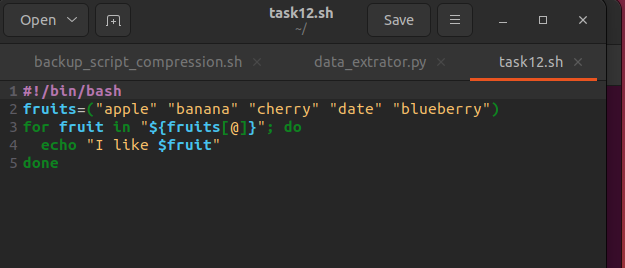 Open
task12.sh
~/
Save
backup_script_compression.sh
data_extrator.py
task12.sh
1 #!/bin/bash
2 fruits=("apple" "banana" "cherry" "date" "blueberry")
3 for fruit in "${fruits[@]}"; do
4   echo "I like $fruit"
5 done